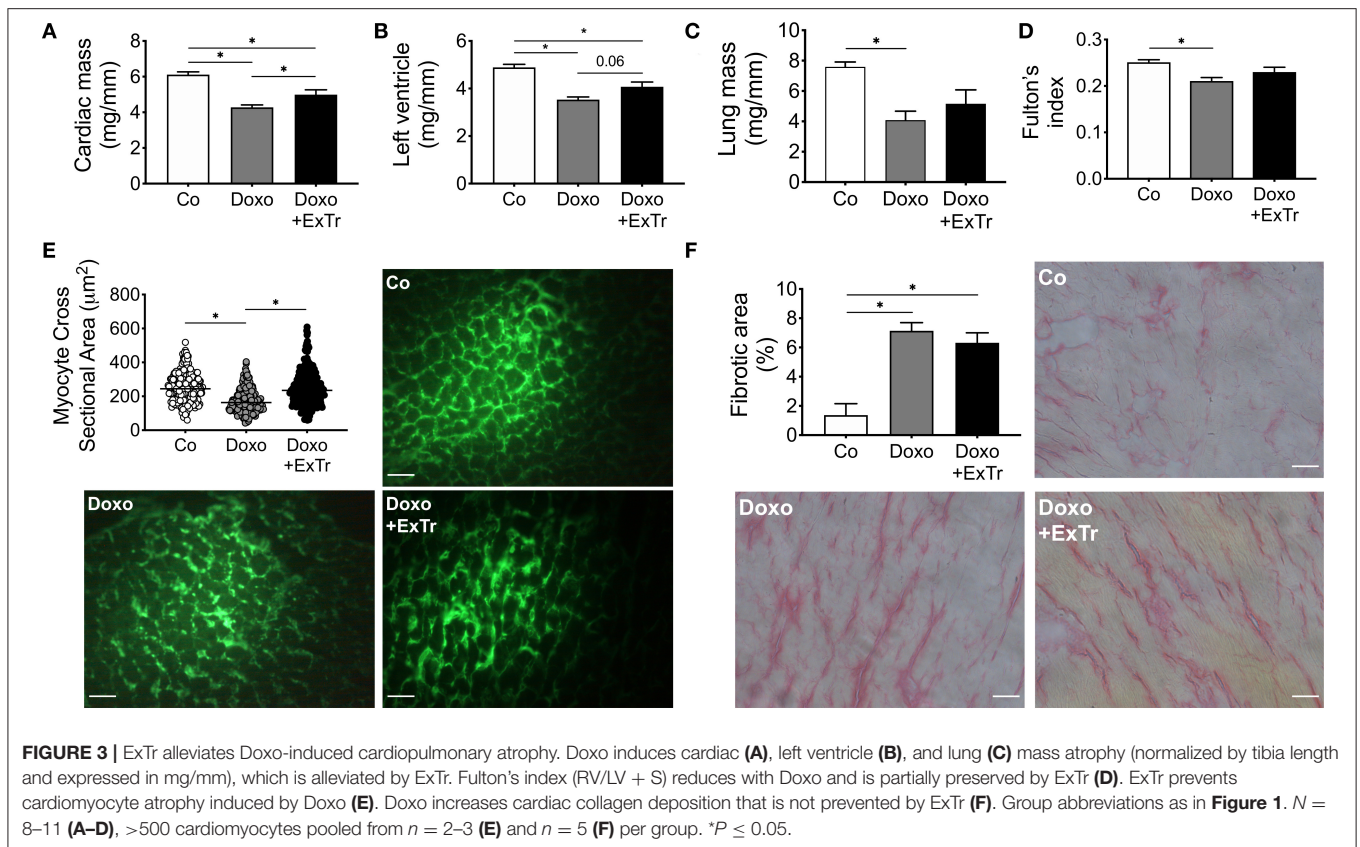 A
Cardiac mass
(mg/mm)
8
6
4
2
0
*
*
*
Co
Doxo
Doxo
+ExTr
B
Left ventricle
(mg/mm)
6
4
2
0
*
*
0.06
Co
Doxo
Doxo
+ExTr
C
Lung mass
(mg/mm)
10
8
6
4
2
0
*
Co
Doxo
Doxo
+ExTr
D
Fulton's
index
0.3
0.2
0.1
0.0
*
Co
Doxo
Doxo
+ExTr
E
Myocyte Cross
Sectional Area (μm²)
800
600
400
200
0
*
*
Co
Doxo
Doxo
+ExTr
Co
Doxo
Doxo
+ExTr
F
Fibrotic area
(%)
10
8
6
4
2
0
*
*
Co
Doxo
Doxo
+ExTr
Co
Doxo
Doxo
+ExTr
FIGURE 3 | ExTr alleviates Doxo-induced cardiopulmonary atrophy. Doxo induces cardiac (A), left ventricle (B), and lung (C) mass atrophy (normalized by tibia length
and expressed in mg/mm), which is alleviated by ExTr. Fulton's index (RV/LV + S) reduces with Doxo and is partially preserved by ExTr (D). ExTr prevents
cardiomyocyte atrophy induced by Doxo (E). Doxo increases cardiac collagen deposition that is not prevented by ExTr (F). Group abbreviations as in Figure 1. N =
8–11 (A–D), >500 cardiomyocytes pooled from n = 2–3 (E) and n = 5 (F) per group. *P ≤ 0.05.